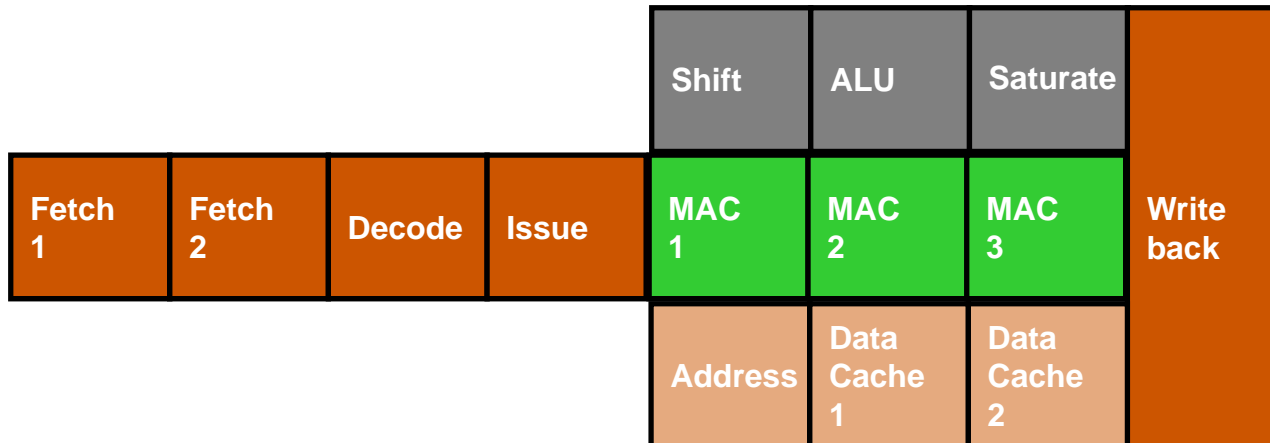 Shift
ALU
Saturate
Fetch
1
Fetch
2
Decode
Issue
MAC
1
MAC
2
MAC
3
Write
back
Address
Data
Cache
1
Data
Cache
2